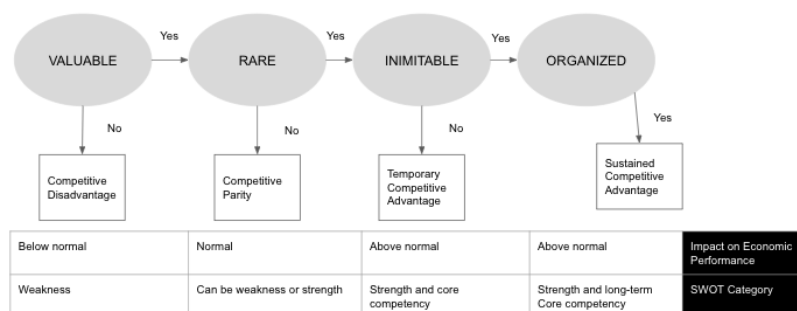 Yes
Yes
Yes
VALUABLE
RARE
INIMITABLE
ORGANIZED
No
No
No
Yes
Competitive
Disadvantage
Competitive
Parity
Temporary
Competitive
Advantage
Sustained
Competitive
Advantage
Below normal
Normal
Above normal
Above normal
Impact on Economic
Performance
Weakness
Can be weakness or strength
Strength and core
competency
Strength and long-term
Core competency
SWOT Category